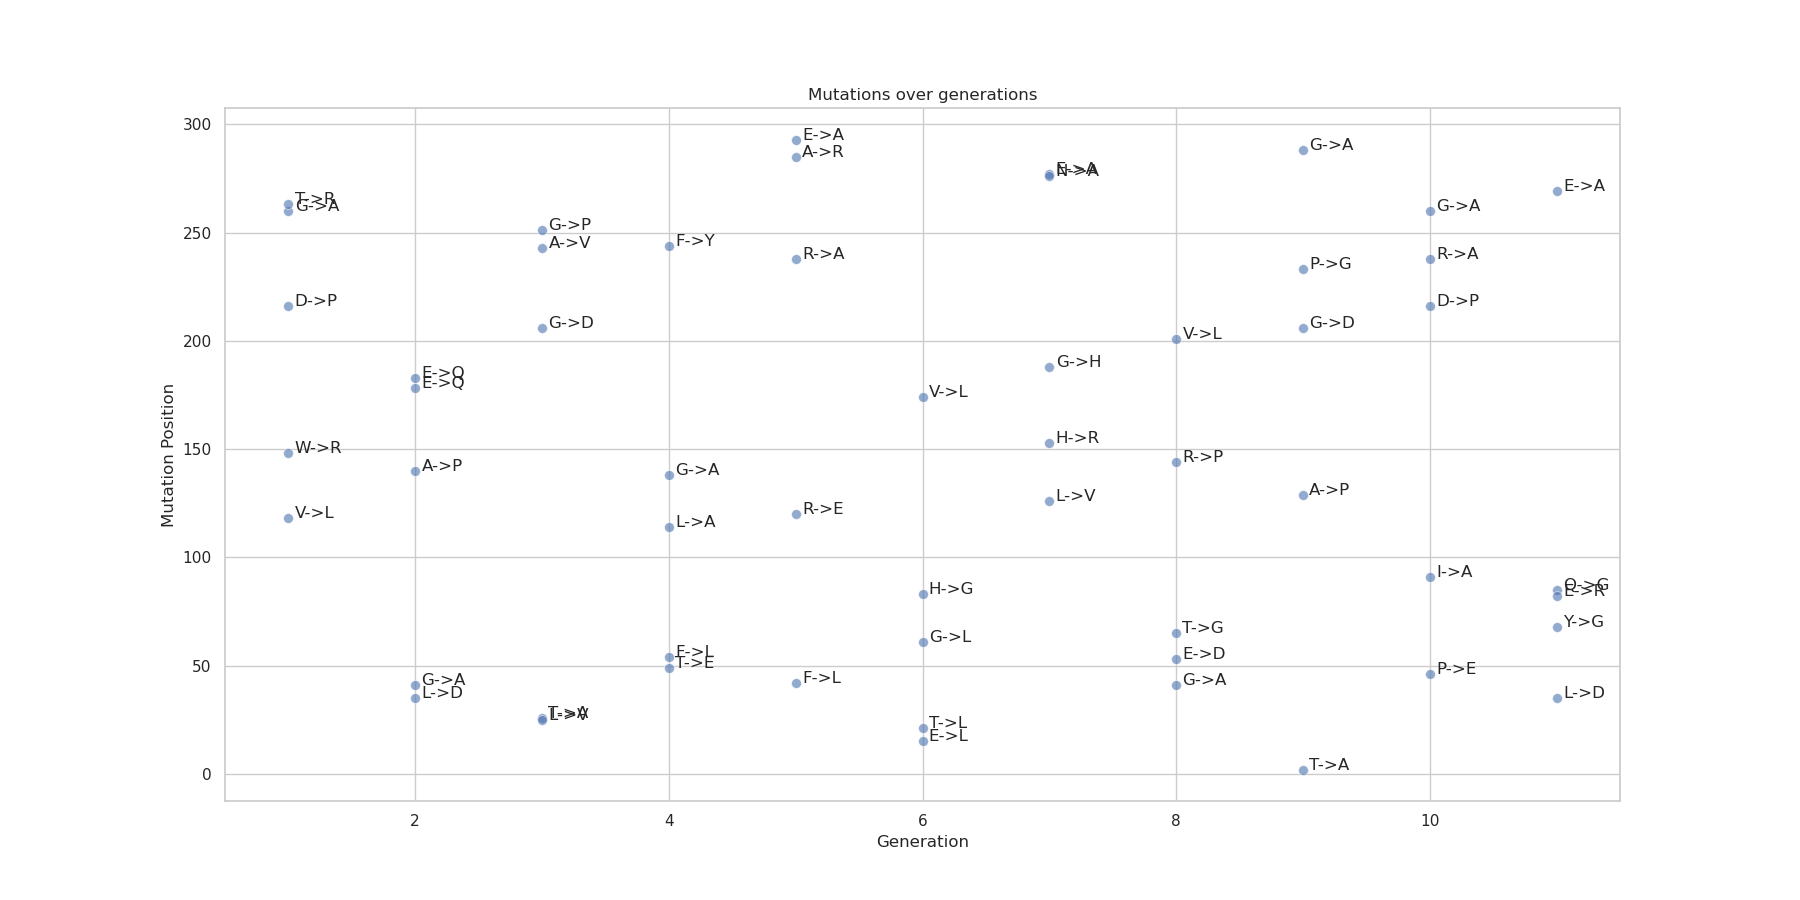 Mutations over generations
300
E->A
A->R
G->A
E->A
T->R
G->A
G->A
250
G->P
A->V
F->Y
R->A
R->A
P->G
D->P
D->P
G->D
G->D
200
V->L
G->H
E->Q
V->L
150
W->R
H->R
A->P
G->A
R->P
L->V
A->P
V->L
R->E
L->A
100
I->A
E->R
H->G
Y->G
T->G
G->L
50
F->L
T->E
E->D
P->E
G->A
L->D
F->L
G->A
L->D
T->A
T->L
E->L
T->A
0
2
4
6
8
10
Generation
Mutation Position